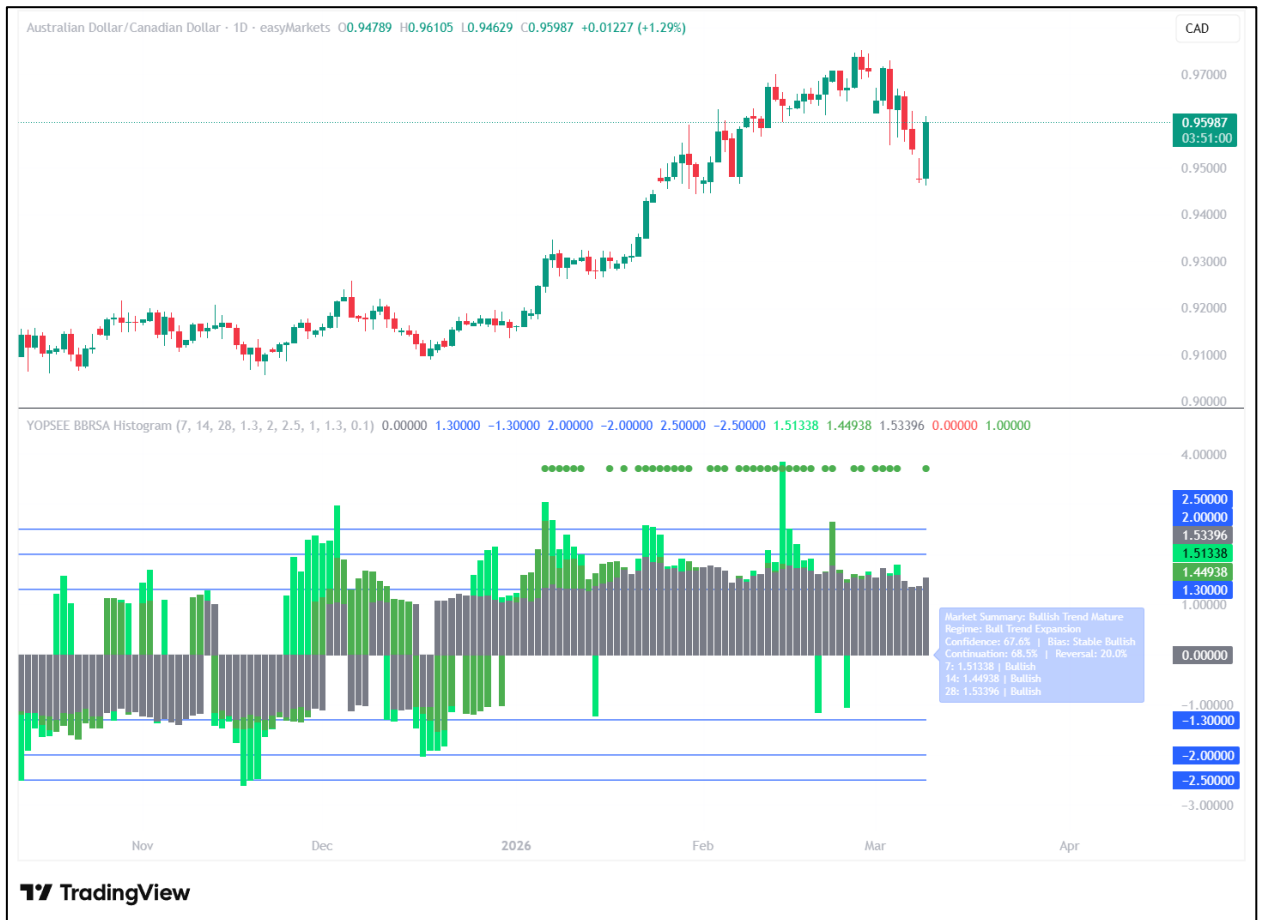 Australian Dollar/Canadian Dollar · 1D · easyMarkets O0.94789 H0.96105 L0.94629 C0.95987 +0.01227 (+1.29%)
CAD
0.97000
0.95987
03:51:00
0.95000
0.94000
0.93000
0.92000
0.91000
0.90000
YOPSEE BBRSA Histogram (7, 14, 28, 1.3, 2, 2.5, 1, 1.3, 0.1) 0.00000 1.30000 −1.30000 2.00000 −2.00000 2.50000 −2.50000 1.51338 1.44938 1.53396 0.00000 1.00000
4.00000
2.50000
2.00000
1.53396
1.51338
1.44938
1.30000
1.00000
Market Summary: Bullish Trend Mature
Regime: Bull Trend Expansion
Confidence: 67.6% | Bias: Stable Bullish
Continuation: 68.5% | Reversal: 20.0%
7: 1.51338 | Bullish
14: 1.44938 | Bullish
28: 1.53396 | Bullish
0.00000
−1.00000
−1.30000
−2.00000
−2.50000
−3.00000
Nov Dec 2026 Feb Mar Apr
TradingView